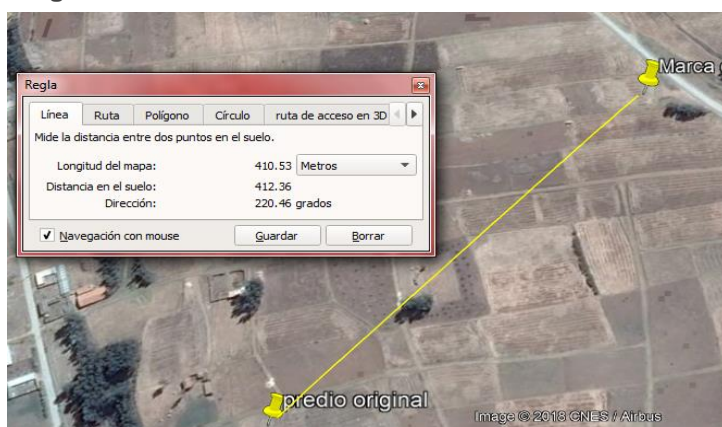 Regla
Línea Ruta Polígono Círculo ruta de acceso en 3D
Mide la distancia entre dos puntos en el suelo.
Longitud del mapa: 410.53 Metros
Distancia en el suelo: 412.36
Dirección: 220.46 grados
Navegación con mouse Guardar Borrar
Marca
predio original
Image © 2018 CNES / Airbus